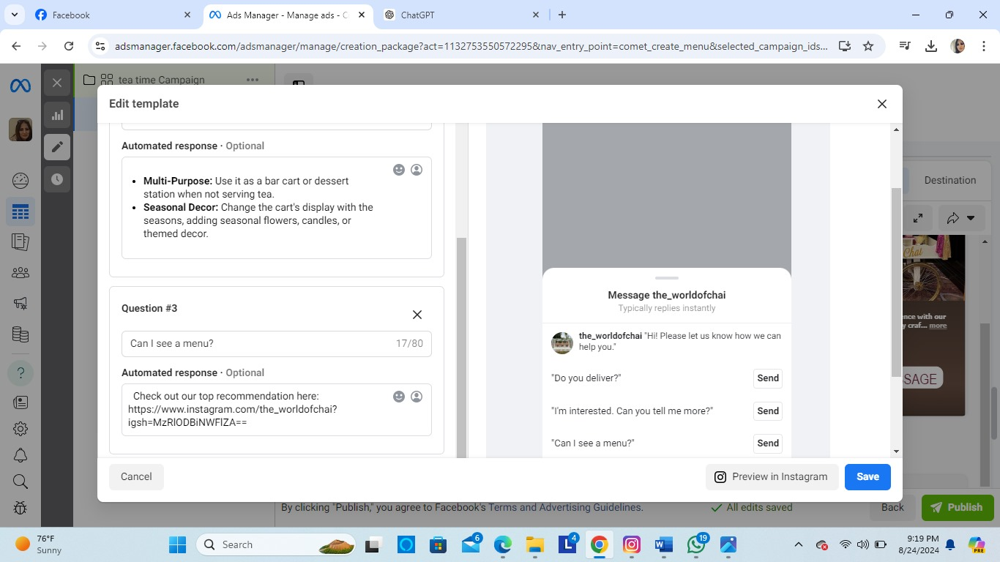 Facebook
Ads Manager - Manage ads - C
ChatGPT
adsmanager.facebook.com/adsmanager/manage/creation_package?act=1132753550572295&nav_entry_point=comet_create_menu&selected_campaign_ids...
tea time Campaign
Edit template
Automated response · Optional
• Multi-Purpose: Use it as a bar cart or dessert
station when not serving tea.
• Seasonal Decor: Change the cart's display with the
seasons, adding seasonal flowers, candles, or
themed decor.
Question #3
Can I see a menu?
17/80
Automated response · Optional
Check out our top recommendation here:
https://www.instagram.com/the_worldofchai?
igsh=MzRlODBiNWFlZA==
Message the_worldofchai
Typically replies instantly
the_worldofchai "Hi! Please let us know how we can
help you."
"Do you deliver?"
Send
"I'm interested. Can you tell me more?"
Send
"Can I see a menu?"
Send
Cancel
Preview in Instagram
Save
Destination
Chai
ence with our
y craf... more
SSAGE
By clicking "Publish," you agree to Facebook's Terms and Advertising Guidelines.
All edits saved
Back
Publish
76°F
Sunny
Search
6
4
19
9:19 PM
8/24/2024
PRE